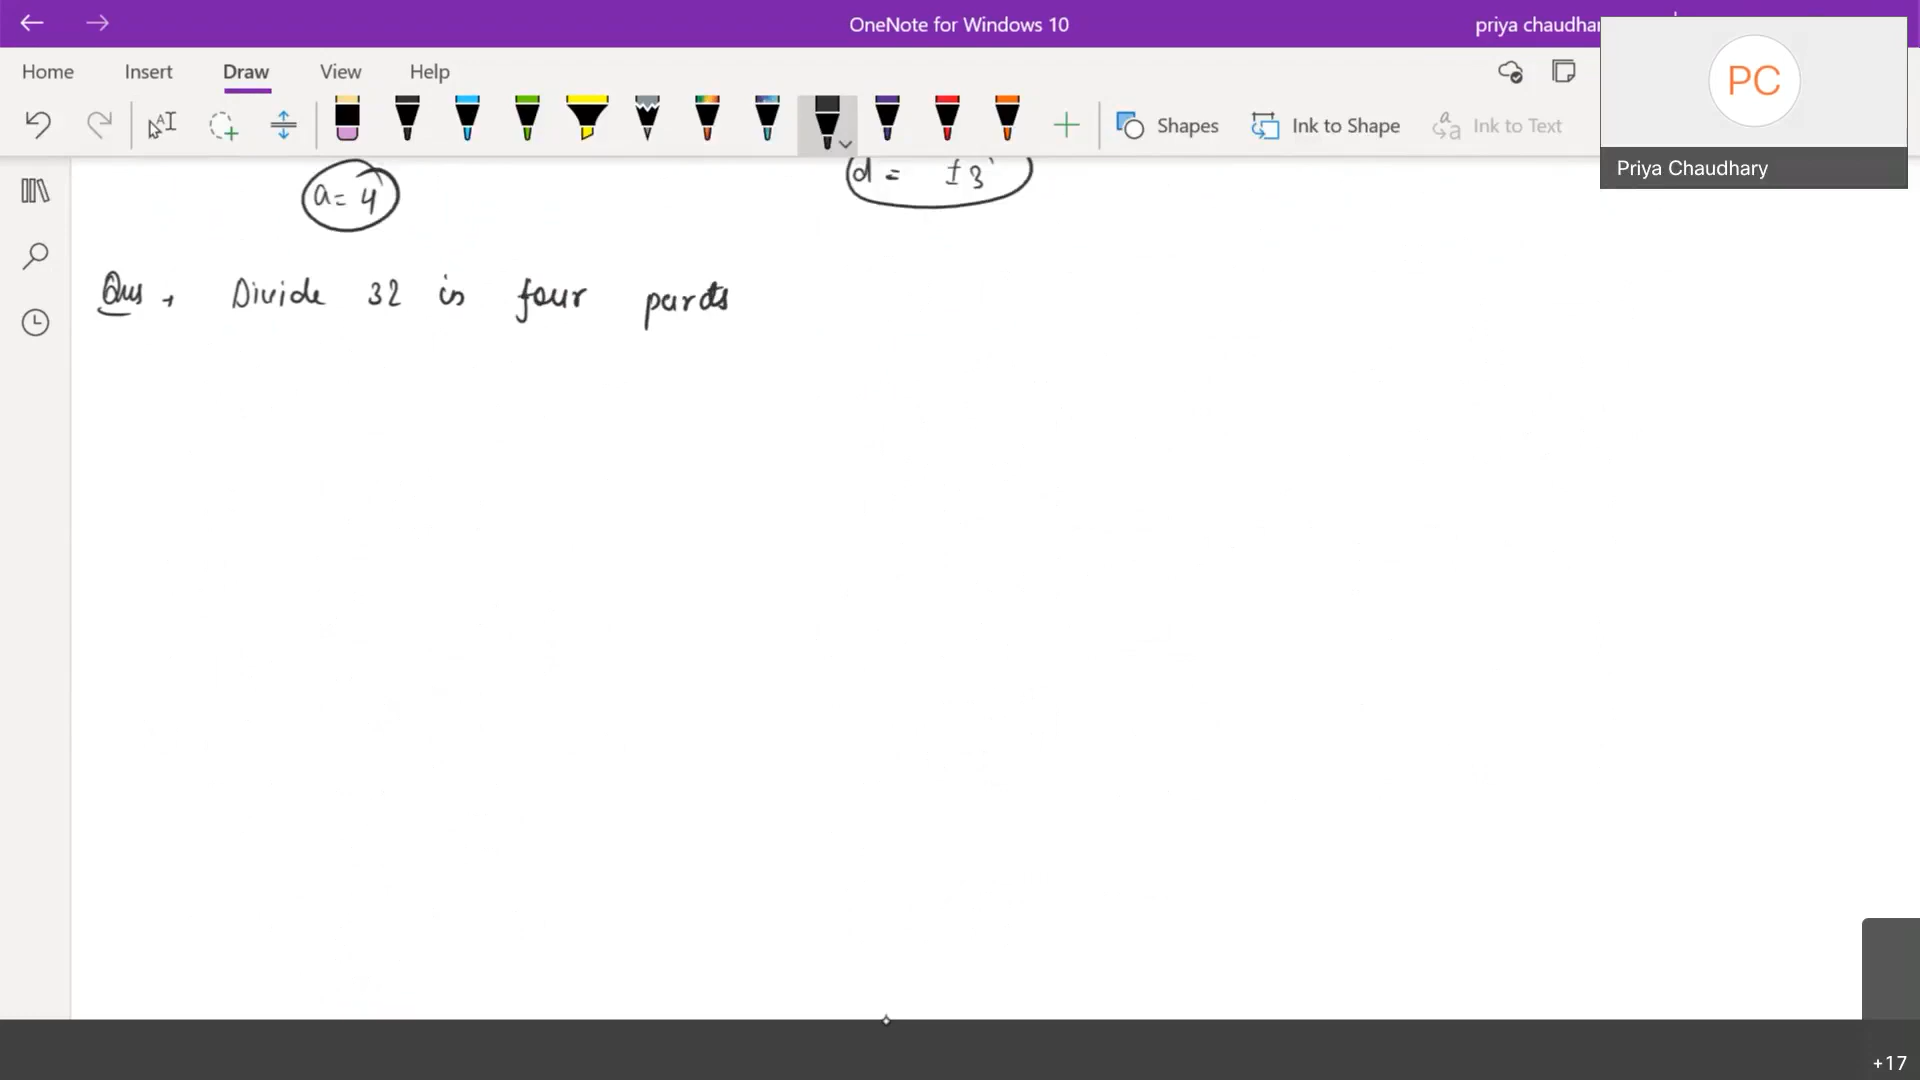 OneNote for Windows 10
priya chaudhar
PC
Priya Chaudhary
Home Insert Draw View Help
Shapes Ink to Shape Ink to Text
a = 4
d = ±3
Ques → Divide 32 in four parts
+17